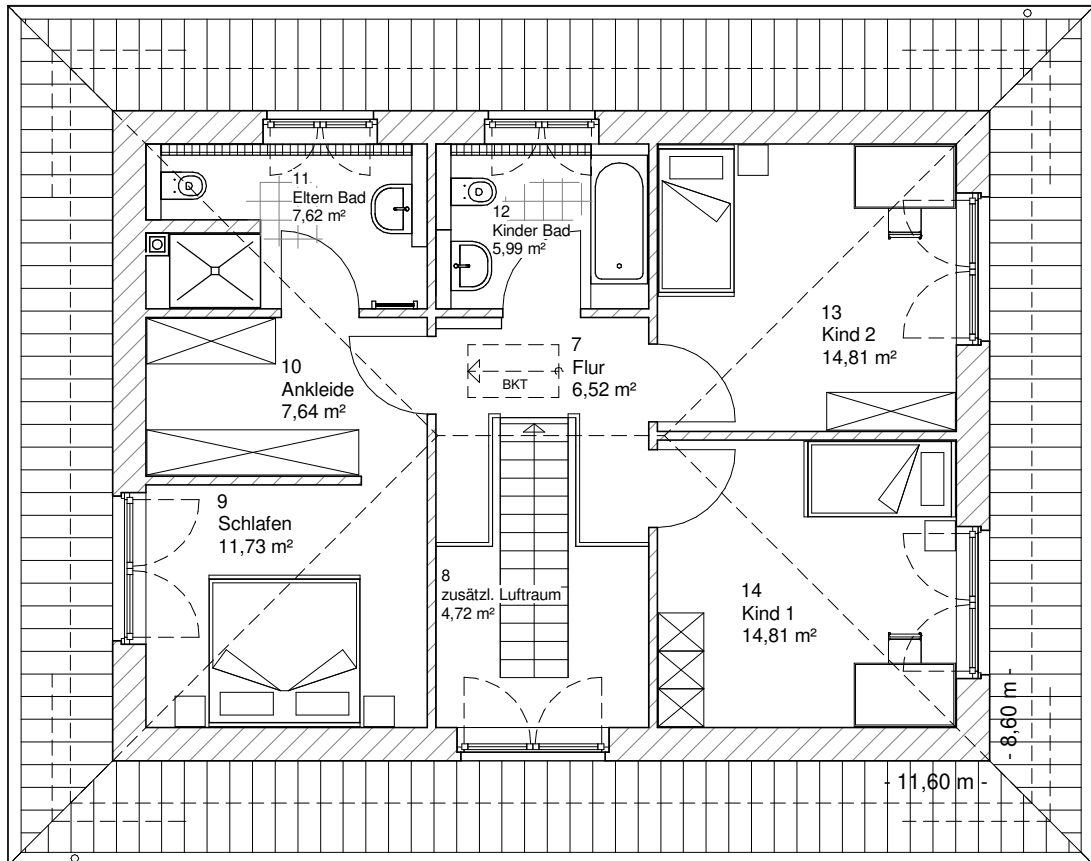 11
Eltern Bad
7,62 m²
12
Kinder Bad
5,99 m²
13
Kind 2
14,81 m²
7
Flur
6,52 m²
BKT
10
Ankleide
7,64 m²
9
Schlafen
11,73 m²
8
zusätzl. Luftraum
4,72 m²
14
Kind 1
14,81 m²
- 8,60 m -
- 11,60 m -